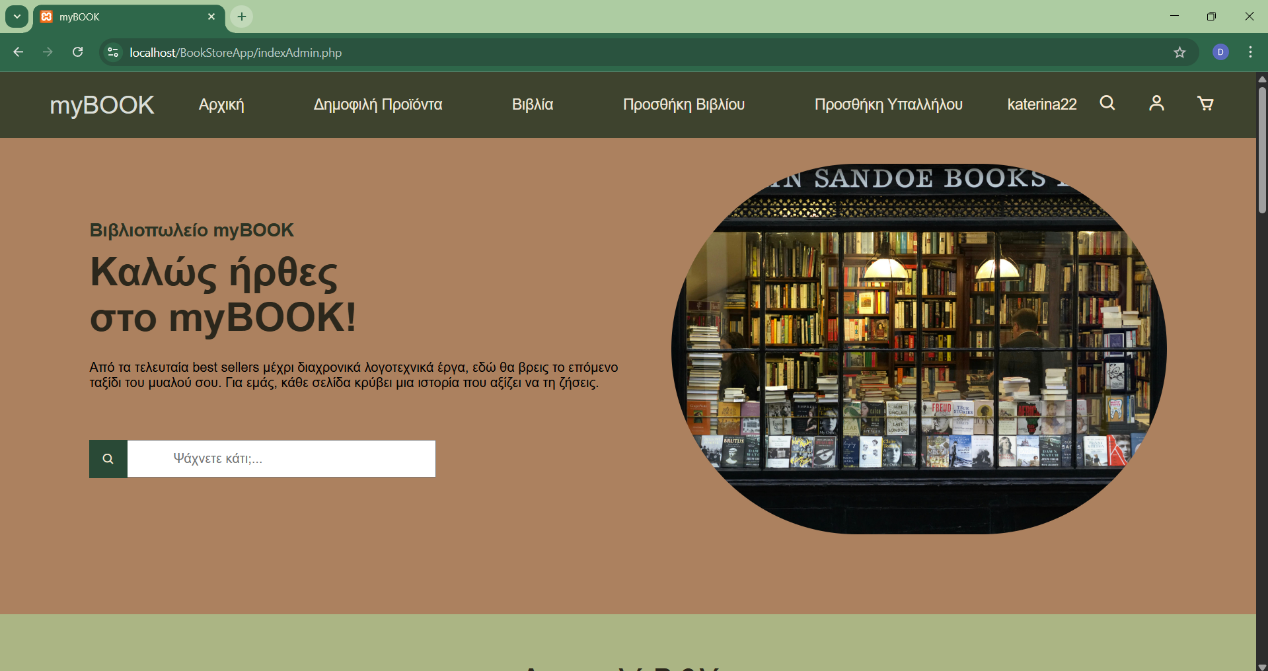 myBOOK
localhost/BookStoreApp/indexAdmin.php
D
myBOOK
Αρχική
Δημοφιλή Προϊόντα
Βιβλία
Προσθήκη Βιβλίου
Προσθήκη Υπαλλήλου
katerina22
SANDOE BOOKS
Βιβλιοπωλείο myBOOK
Καλώς ήρθες
στο myBOOK!
Από τα τελευταία best sellers μέχρι διαχρονικά λογοτεχνικά έργα, εδώ θα βρεις το επόμενο
ταξίδι του μυαλού σου. Για εμάς, κάθε σελίδα κρύβει μια ιστορία που αξίζει να τη ζήσεις.
Ψάχνετε κάτι;...
FREUD